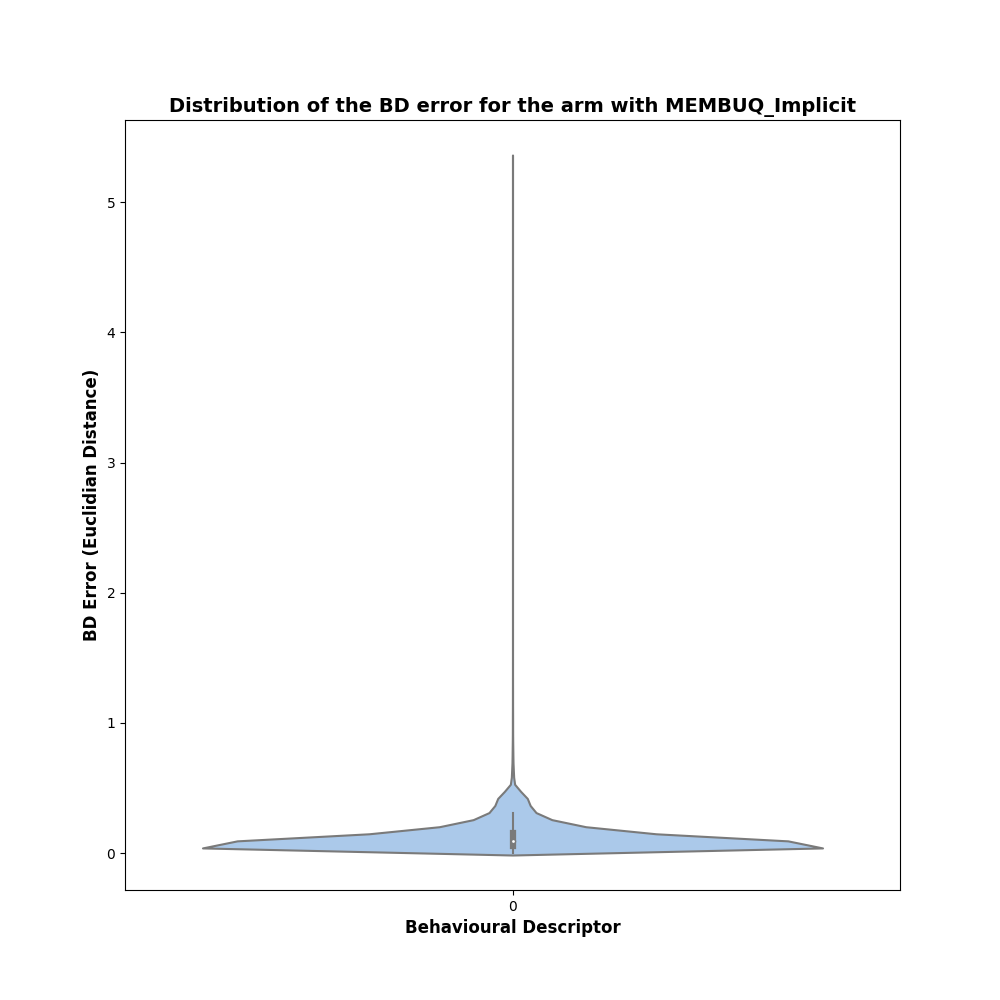 Distribution of the BD error for the arm with MEMBUQ_Implicit
5
4
3
2
1
0
BD Error (Euclidian Distance)
0
Behavioural Descriptor